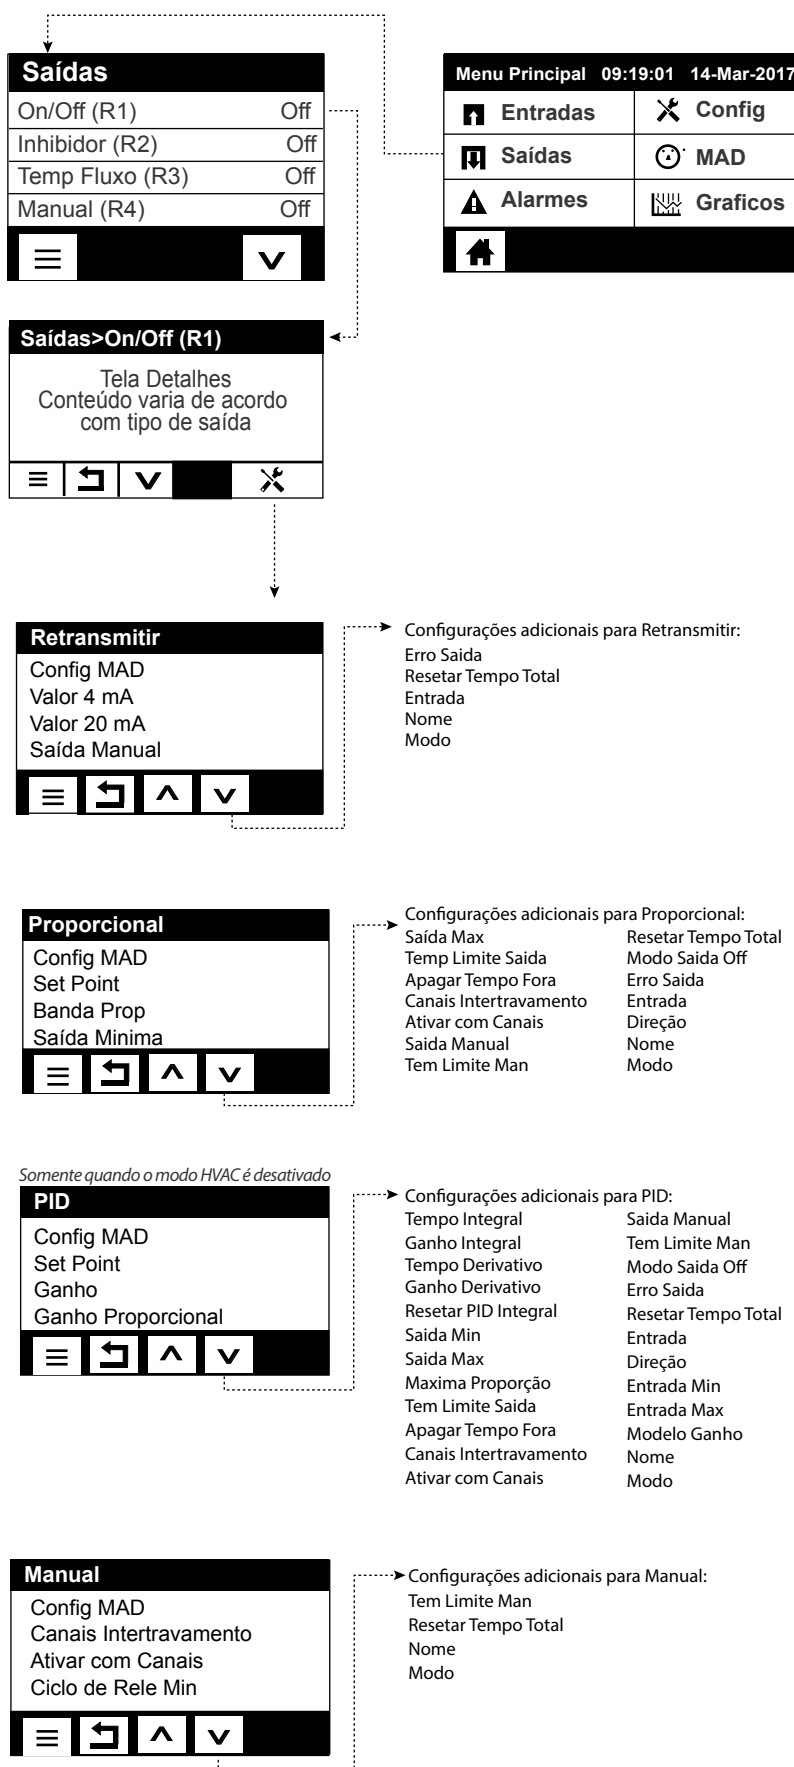 Saídas
On/Off (R1) Off
Inhibidor (R2) Off
Temp Fluxo (R3) Off
Manual (R4) Off
Menu Principal 09:19:01 14-Mar-2017
Entradas Config
Saídas MAD
Alarmes Graficos
Saídas>On/Off (R1)
Tela Detalhes
Conteúdo varia de acordo
com tipo de saída
Retransmitir
Config MAD
Valor 4 mA
Valor 20 mA
Saída Manual
Configurações adicionais para Retransmitir:
Erro Saida
Resetar Tempo Total
Entrada
Nome
Modo
Proporcional
Config MAD
Set Point
Banda Prop
Saída Minima
Configurações adicionais para Proporcional:
Saída Max
Temp Limite Saida
Apagar Tempo Fora
Canais Intertravamento
Ativar com Canais
Saida Manual
Tem Limite Man
Resetar Tempo Total
Modo Saida Off
Erro Saida
Entrada
Direção
Nome
Modo
Somente quando o modo HVAC é desativado
PID
Config MAD
Set Point
Ganho
Ganho Proporcional
Configurações adicionais para PID:
Tempo Integral
Ganho Integral
Tempo Derivativo
Ganho Derivativo
Resetar PID Integral
Saida Min
Saida Max
Maxima Proporção
Tem Limite Saida
Apagar Tempo Fora
Canais Intertravamento
Ativar com Canais
Saida Manual
Tem Limite Man
Modo Saida Off
Erro Saida
Resetar Tempo Total
Entrada
Direção
Entrada Min
Entrada Max
Modelo Ganho
Nome
Modo
Manual
Config MAD
Canais Intertravamento
Ativar com Canais
Ciclo de Rele Min
Configurações adicionais para Manual:
Tem Limite Man
Resetar Tempo Total
Nome
Modo